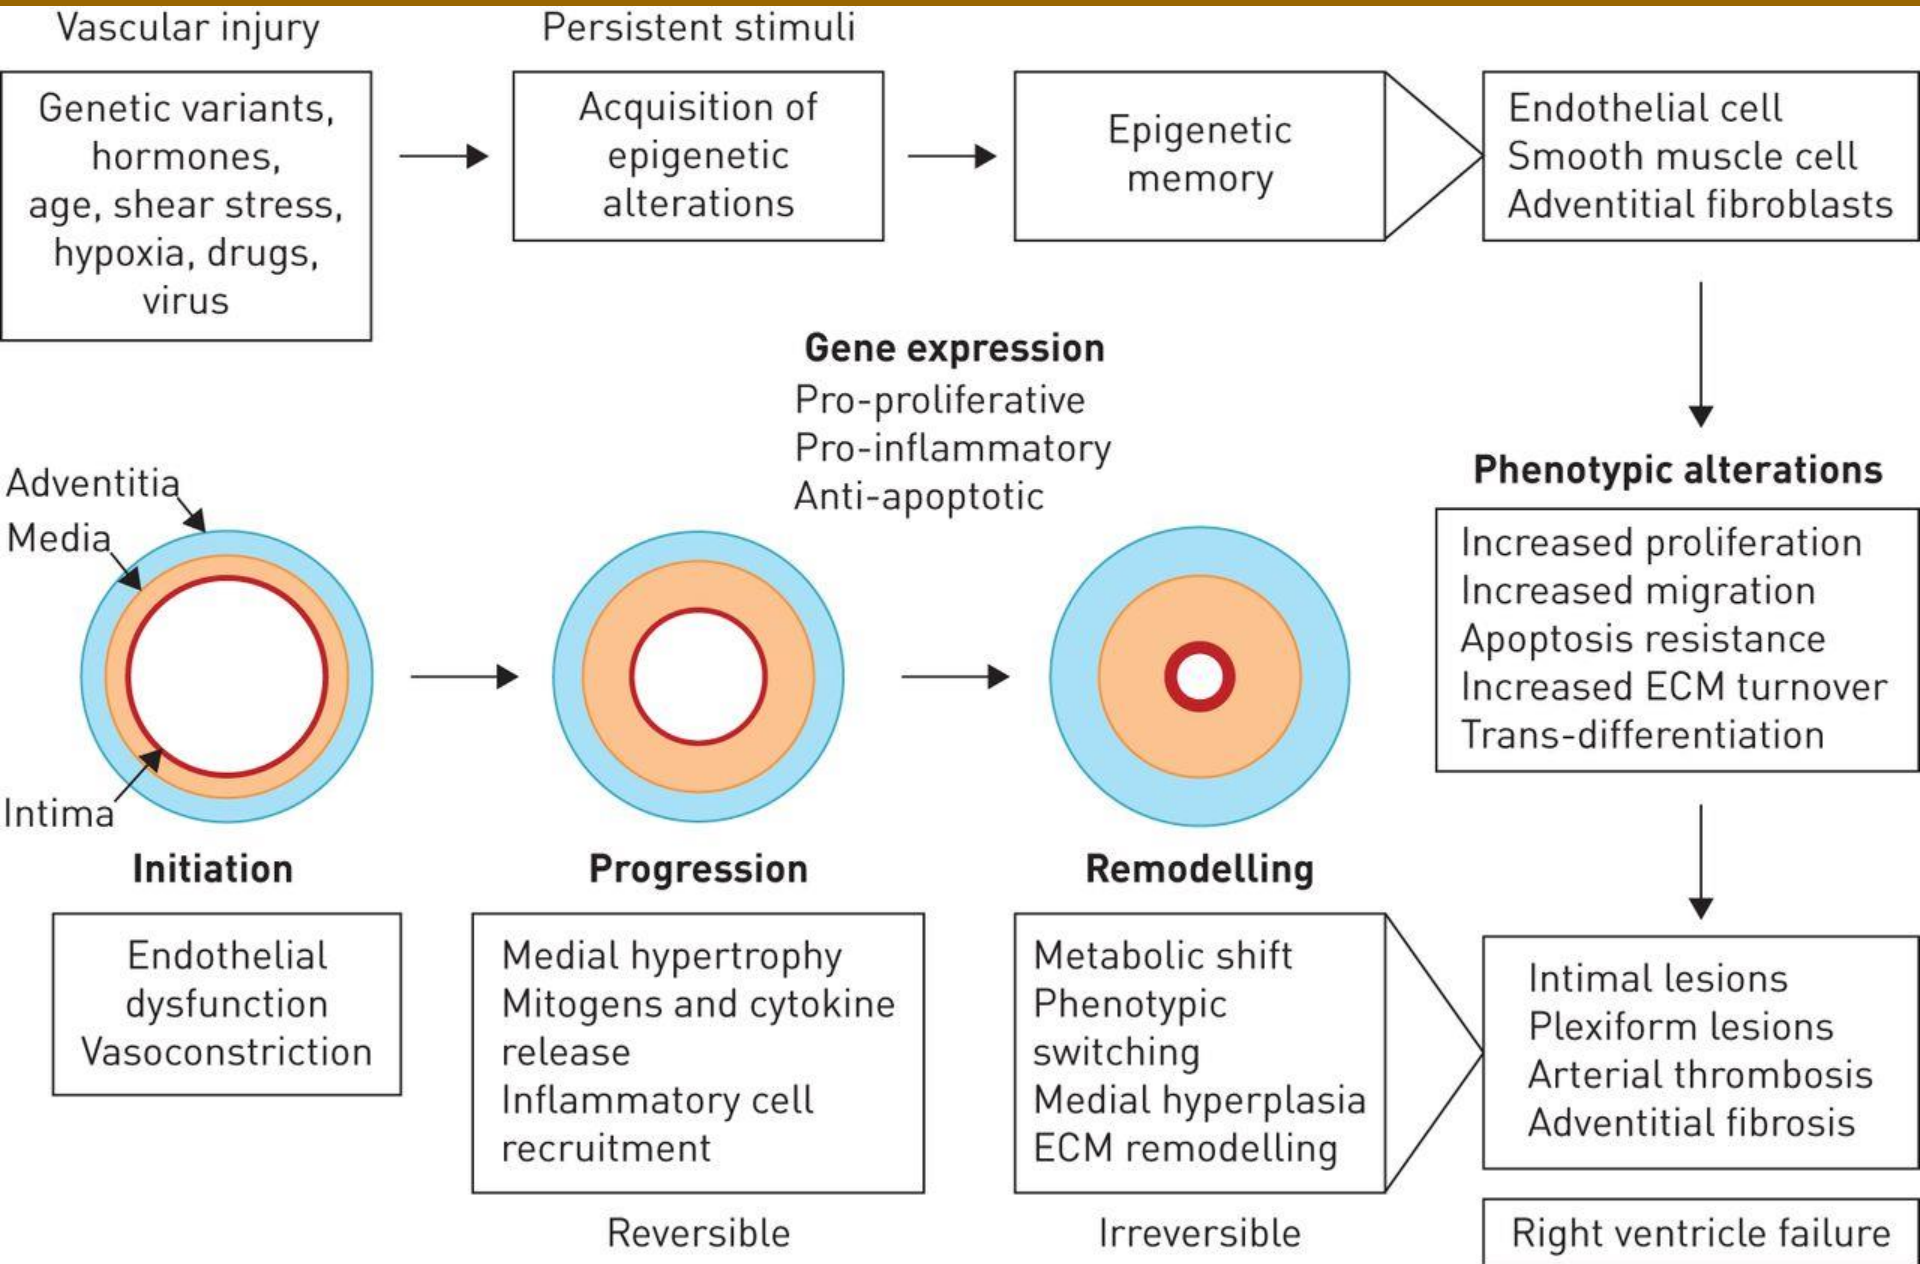 Vascular injury
Genetic variants,
hormones,
age, shear stress,
hypoxia, drugs,
virus
Persistent stimuli
Acquisition of
epigenetic
alterations
Epigenetic
memory
Endothelial cell
Smooth muscle cell
Adventitial fibroblasts
Gene expression
Pro-proliferative
Pro-inflammatory
Anti-apoptotic
Phenotypic alterations
Increased proliferation
Increased migration
Apoptosis resistance
Increased ECM turnover
Trans-differentiation
Adventitia
Media
Intima
Initiation
Endothelial
dysfunction
Vasoconstriction
Progression
Medial hypertrophy
Mitogens and cytokine
release
Inflammatory cell
recruitment
Reversible
Remodelling
Metabolic shift
Phenotypic
switching
Medial hyperplasia
ECM remodelling
Irreversible
Intimal lesions
Plexiform lesions
Arterial thrombosis
Adventitial fibrosis
Right ventricle failure